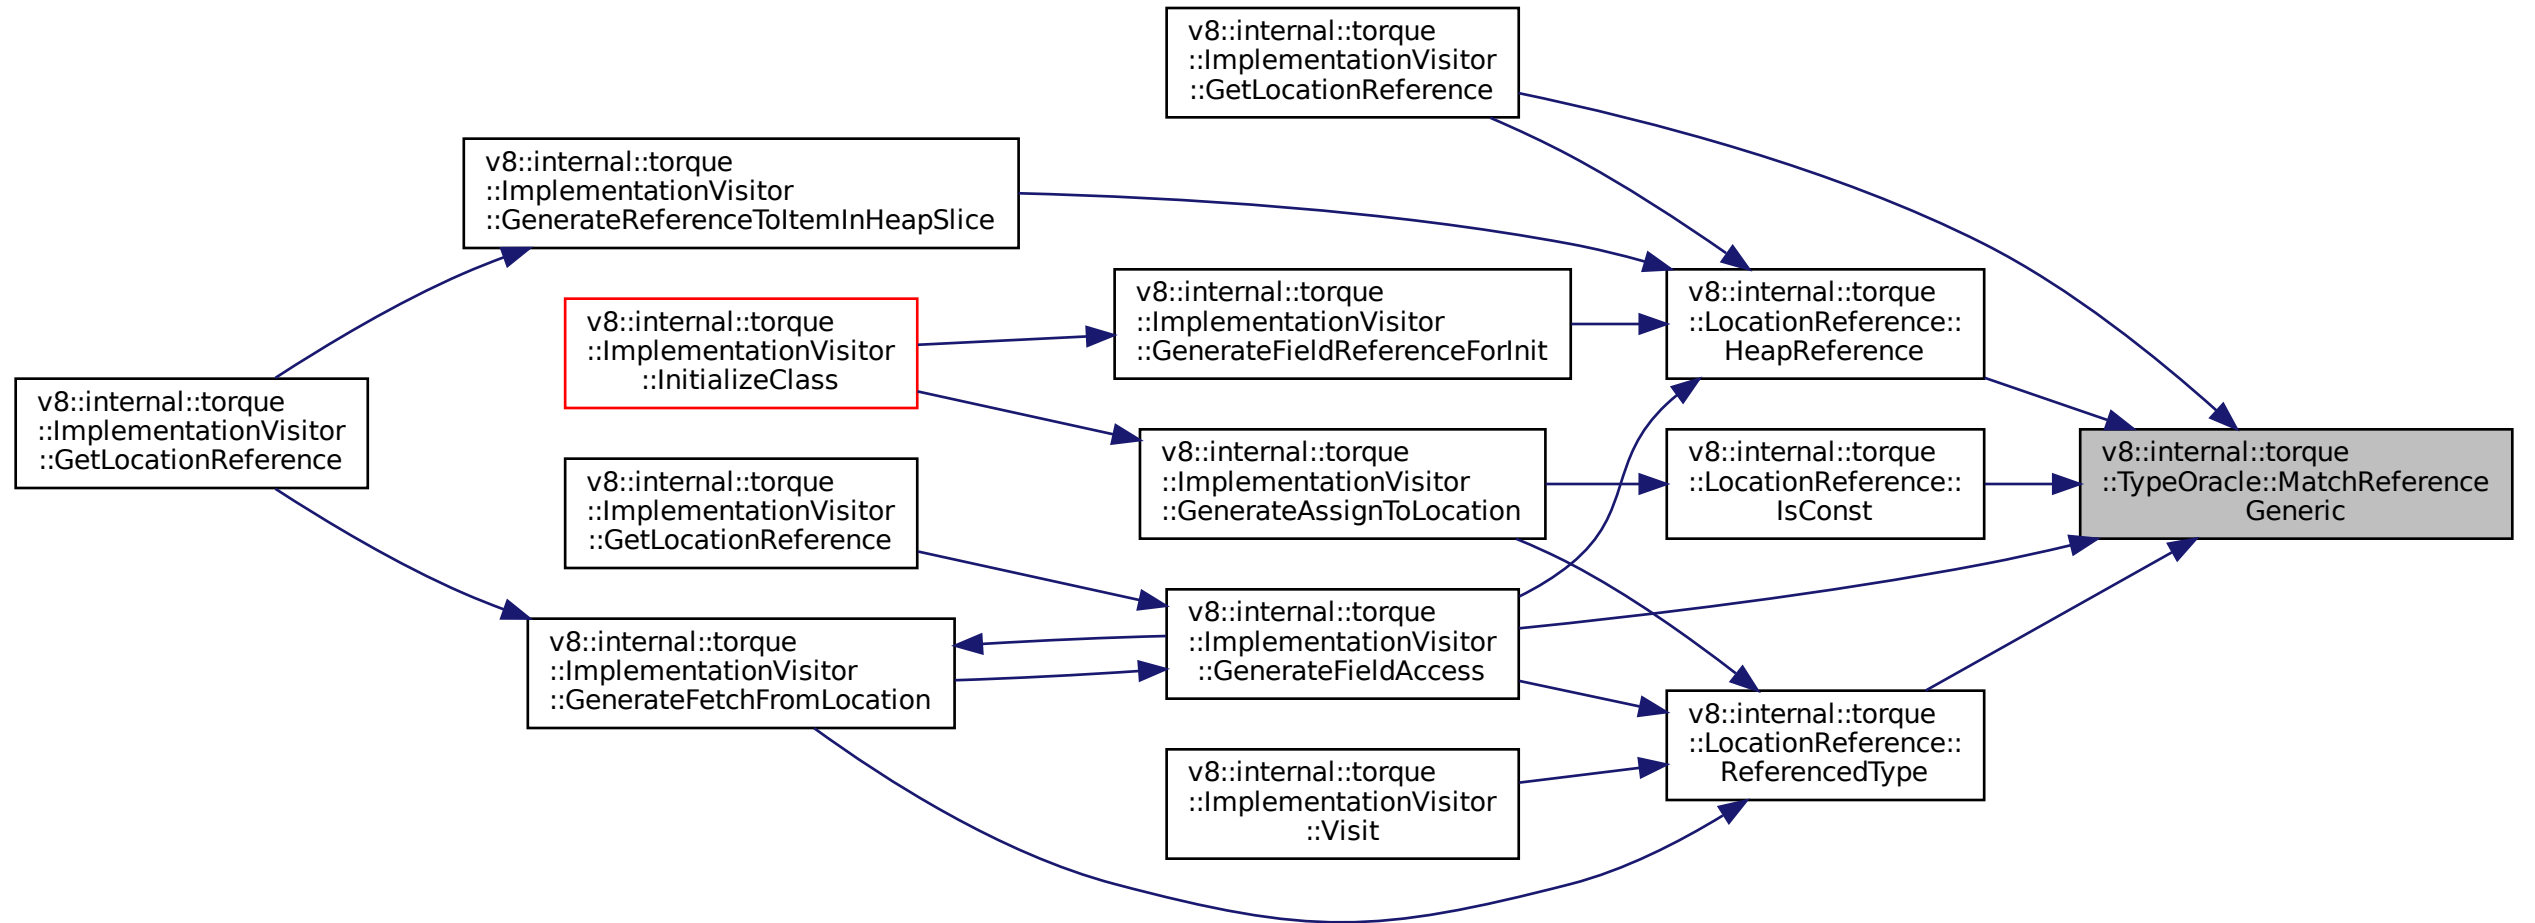 v8::internal::torque
::ImplementationVisitor
::GetLocationReference
v8::internal::torque
::ImplementationVisitor
::GenerateReferenceToItemInHeapSlice
v8::internal::torque
::ImplementationVisitor
::GenerateFieldReferenceForInit
v8::internal::torque
::LocationReference::
HeapReference
v8::internal::torque
::ImplementationVisitor
::InitializeClass
v8::internal::torque
::ImplementationVisitor
::GetLocationReference
v8::internal::torque
::ImplementationVisitor
::GenerateAssignToLocation
v8::internal::torque
::LocationReference::
IsConst
v8::internal::torque
::TypeOracle::MatchReference
Generic
v8::internal::torque
::ImplementationVisitor
::GetLocationReference
v8::internal::torque
::ImplementationVisitor
::GenerateFieldAccess
v8::internal::torque
::ImplementationVisitor
::GenerateFetchFromLocation
v8::internal::torque
::LocationReference::
ReferencedType
v8::internal::torque
::ImplementationVisitor
::Visit